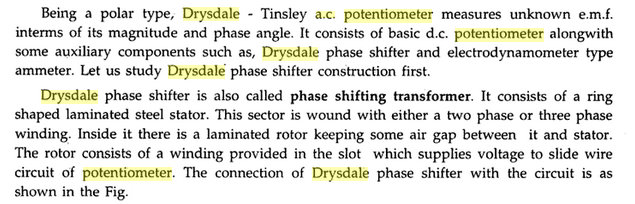 Being a polar type, Drysdale - Tinsley a.c. potentiometer measures unknown e.m.f.
interms of its magnitude and phase angle. It consists of basic d.c. potentiometer alongwith
some auxiliary components such as, Drysdale phase shifter and electrodynamometer type
ammeter. Let us study Drysdale phase shifter construction first.
Drysdale phase shifter is also called phase shifting transformer. It consists of a ring
shaped laminated steel stator. This sector is wound with either a two phase or three phase
winding. Inside it there is a laminated rotor keeping some air gap between it and stator.
The rotor consists of a winding provided in the slot which supplies voltage to slide wire
circuit of potentiometer. The connection of Drysdale phase shifter with the circuit is as
shown in the Fig.